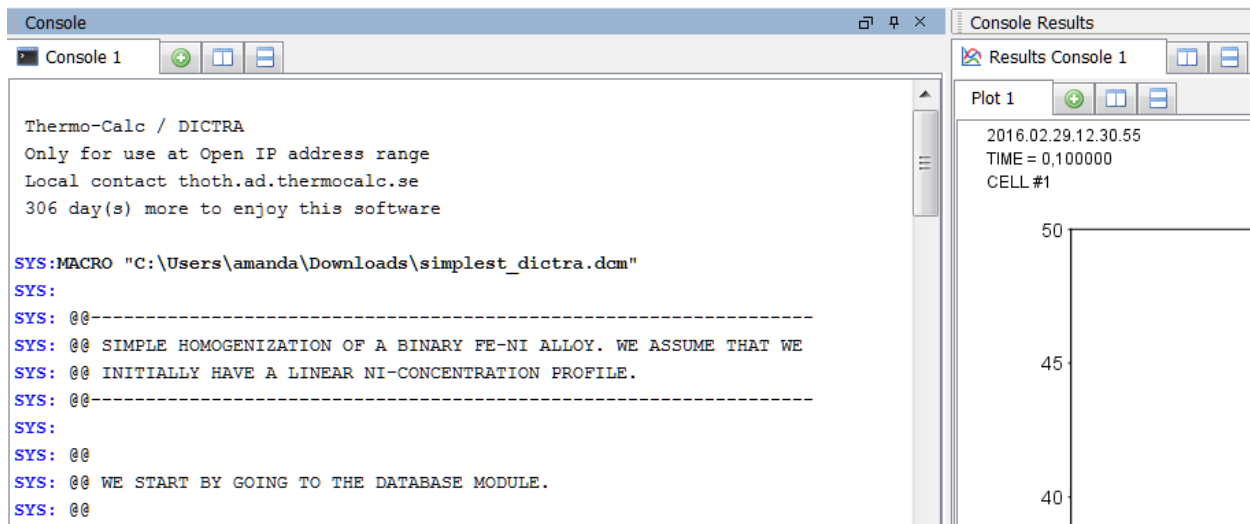 Console
Console 1
Thermo-Calc / DICTRA
Only for use at Open IP address range
Local contact thoth.ad.thermocalc.se
306 day(s) more to enjoy this software
SYS:MACRO "C:\Users\amanda\Downloads\simplest_dictra.dcm"
SYS:
SYS: @@------------------------------------------------------------------
SYS: @@ SIMPLE HOMOGENIZATION OF A BINARY FE-NI ALLOY. WE ASSUME THAT WE
SYS: @@ INITIALLY HAVE A LINEAR NI-CONCENTRATION PROFILE.
SYS: @@------------------------------------------------------------------
SYS:
SYS: @@
SYS: @@ WE START BY GOING TO THE DATABASE MODULE.
SYS: @@
Console Results
Results Console 1
Plot 1
2016.02.29.12.30.55
TIME = 0,100000
CELL #1
50
45
40